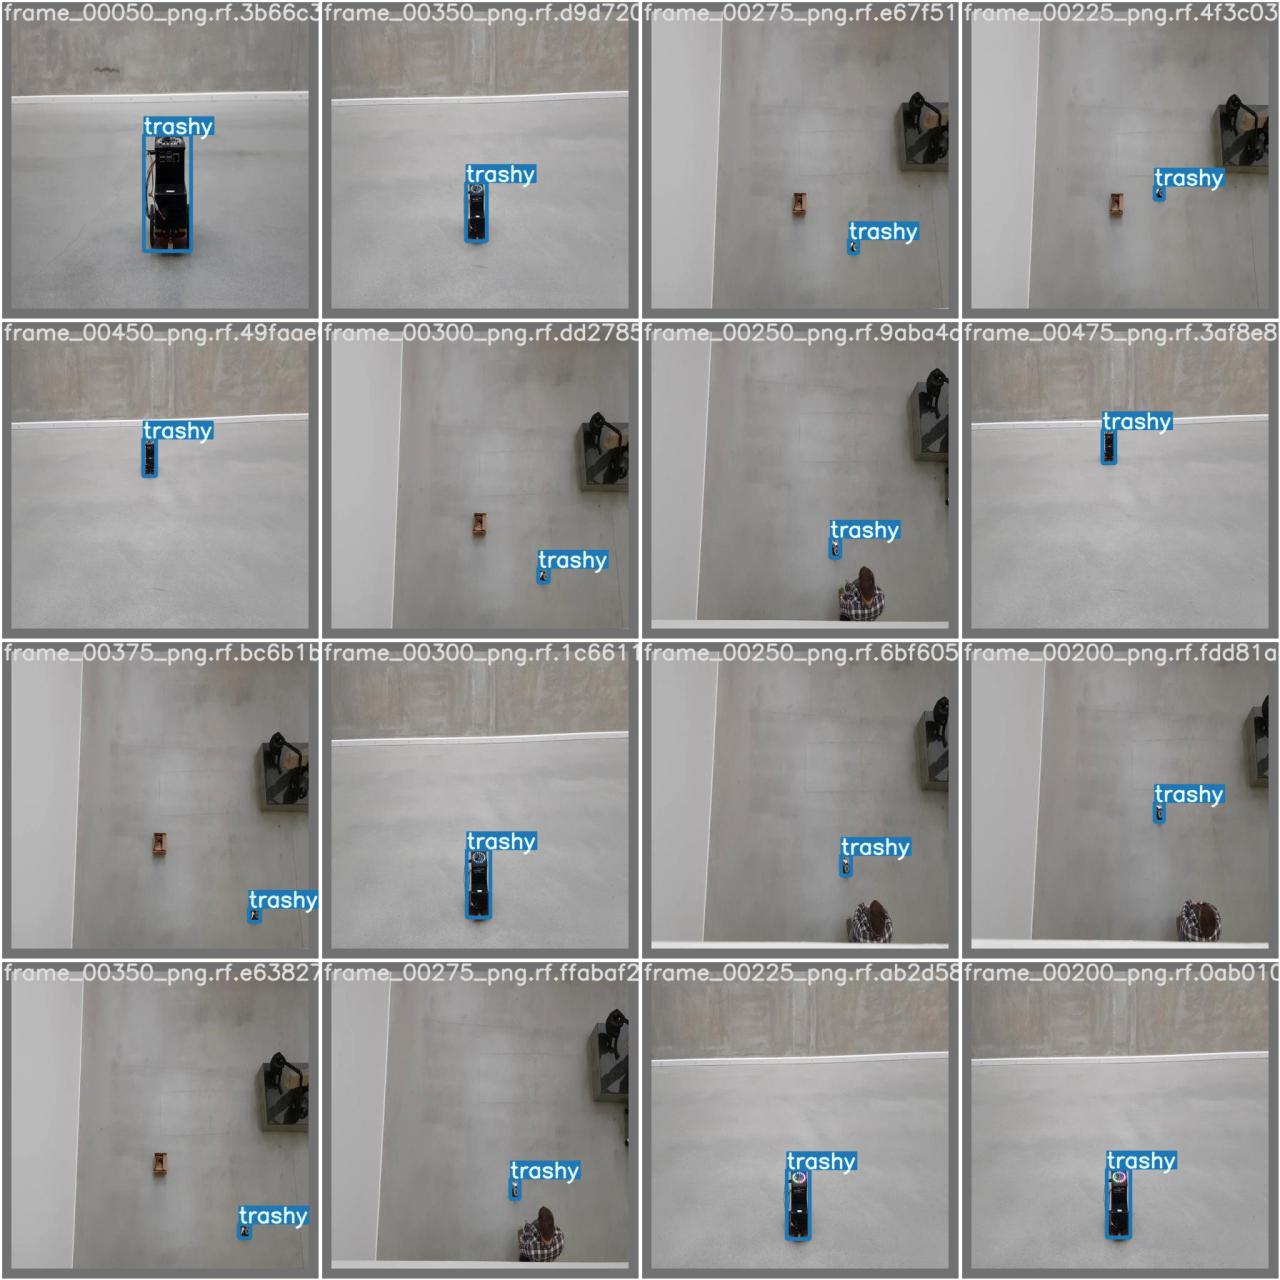 frame_00050_png.rf.3b66c3
trashy
frame_00350_png.rf.d9d720
trashy
frame_00275_png.rf.e67f51
trashy
frame_00225_png.rf.4f3c03
trashy
frame_00450_png.rf.49faae
trashy
frame_00300_png.rf.dd2785
trashy
frame_00250_png.rf.9aba4d
trashy
frame_00475_png.rf.3af8e8
trashy
frame_00375_png.rf.bc6b1b
trashy
frame_00300_png.rf.1c6611
trashy
frame_00250_png.rf.6bf605
trashy
frame_00200_png.rf.fdd81a
trashy
frame_00350_png.rf.e63827
trashy
frame_00275_png.rf.ffabaf2
trashy
frame_00225_png.rf.ab2d58
trashy
frame_00200_png.rf.0ab010
trashy